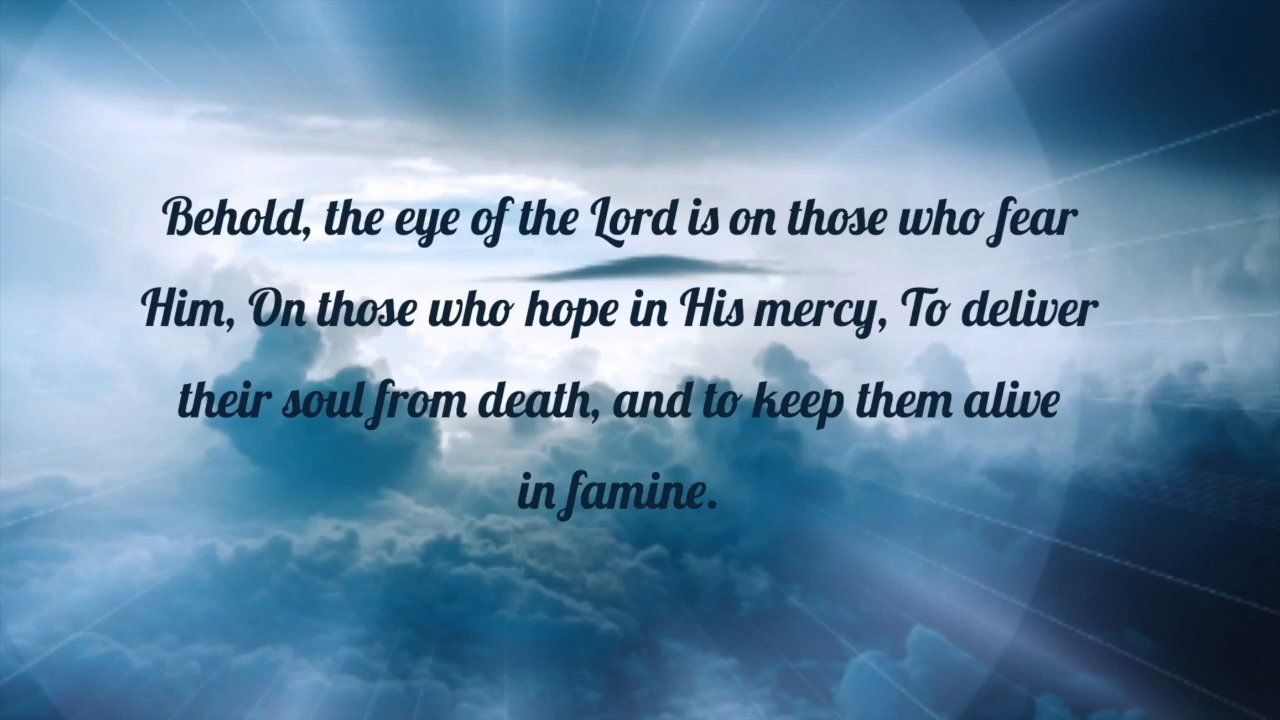 Behold, the eye of the Lord is on those who fear
Him, On those who hope in His mercy, To deliver
their soul from death, and to keep them alive
in famine.